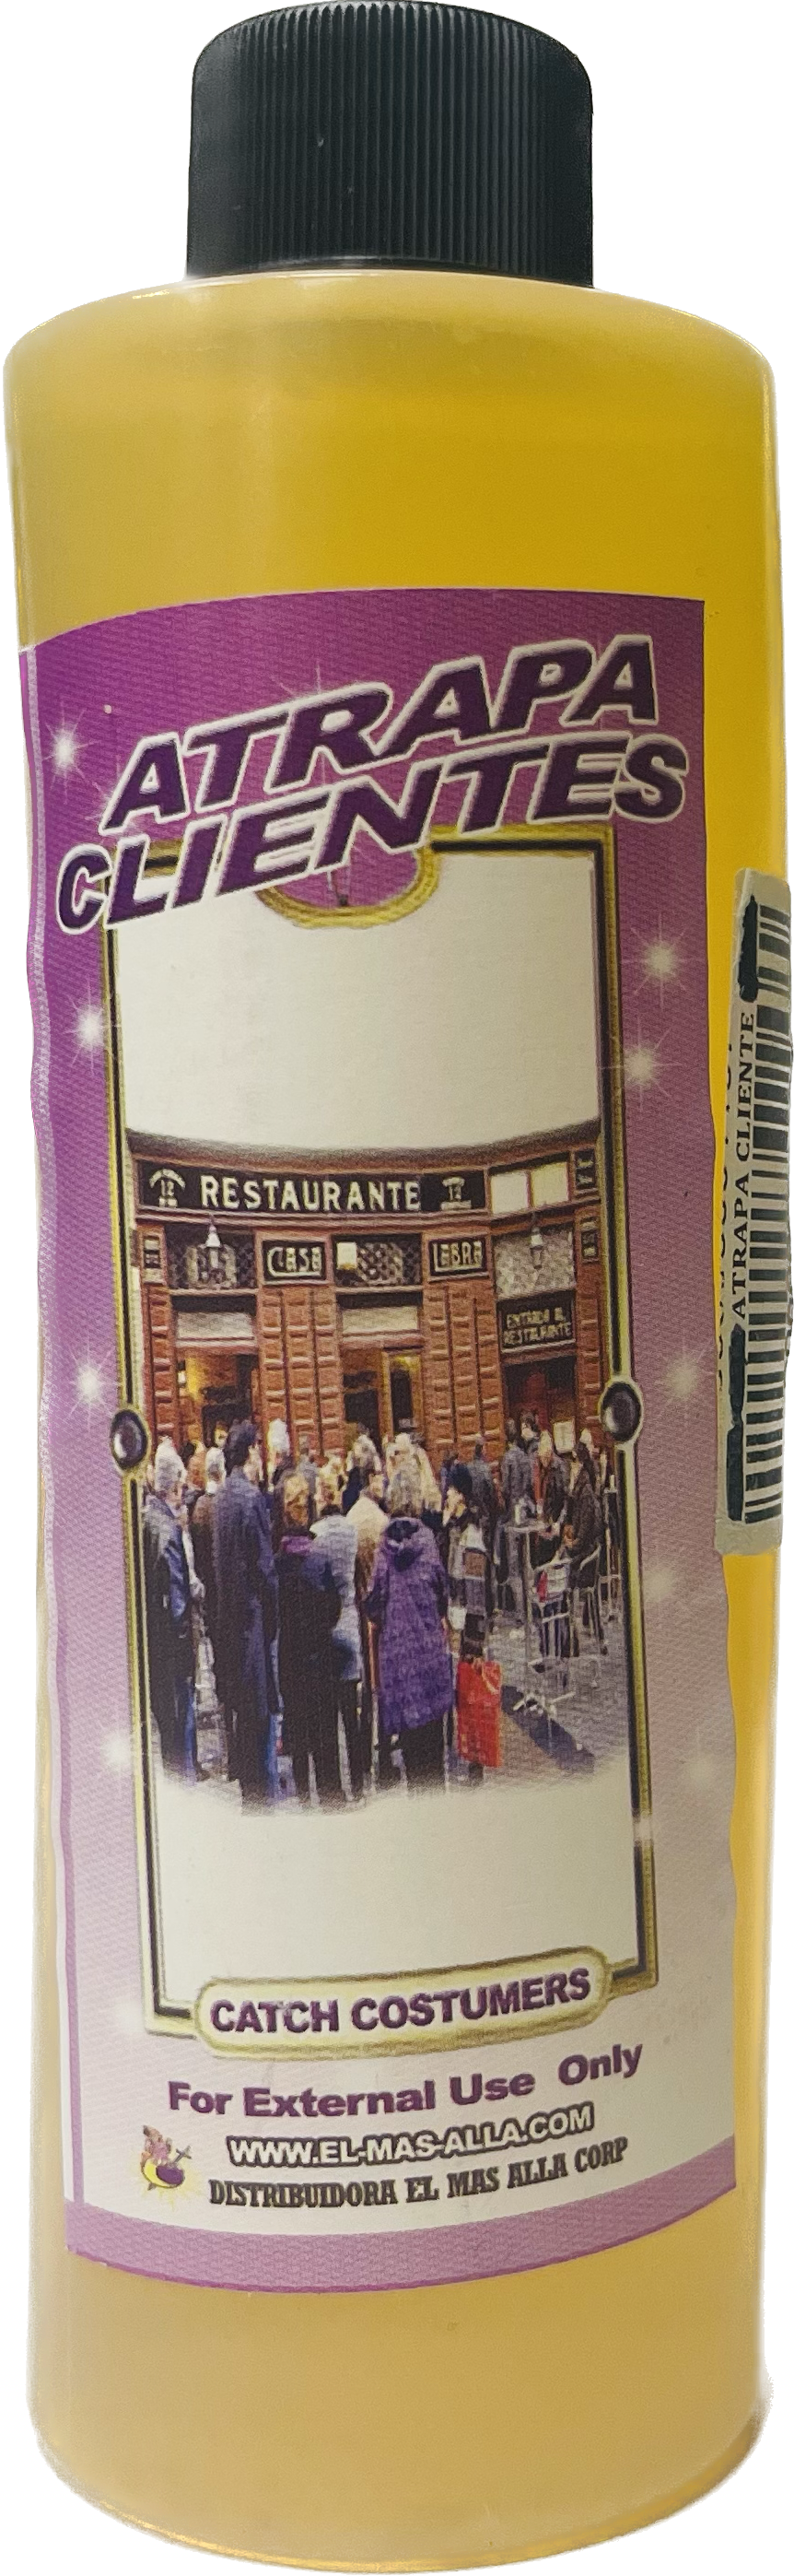 ATRAPA
CLIENTES
RESTAURANTE
CASA
LABRA
ENTRADA AL
RESTAURANTE
CATCH COSTUMERS
For External Use Only
WWW.EL-MAS-ALLA.COM
DISTRIBUIDORA EL MAS ALLA CORP
ATRAPA CLIENTE